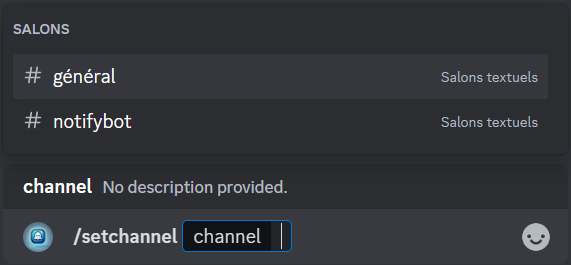 SALONS
# général Salons textuels
# notifybot Salons textuels
channel No description provided.
/setchannel channel